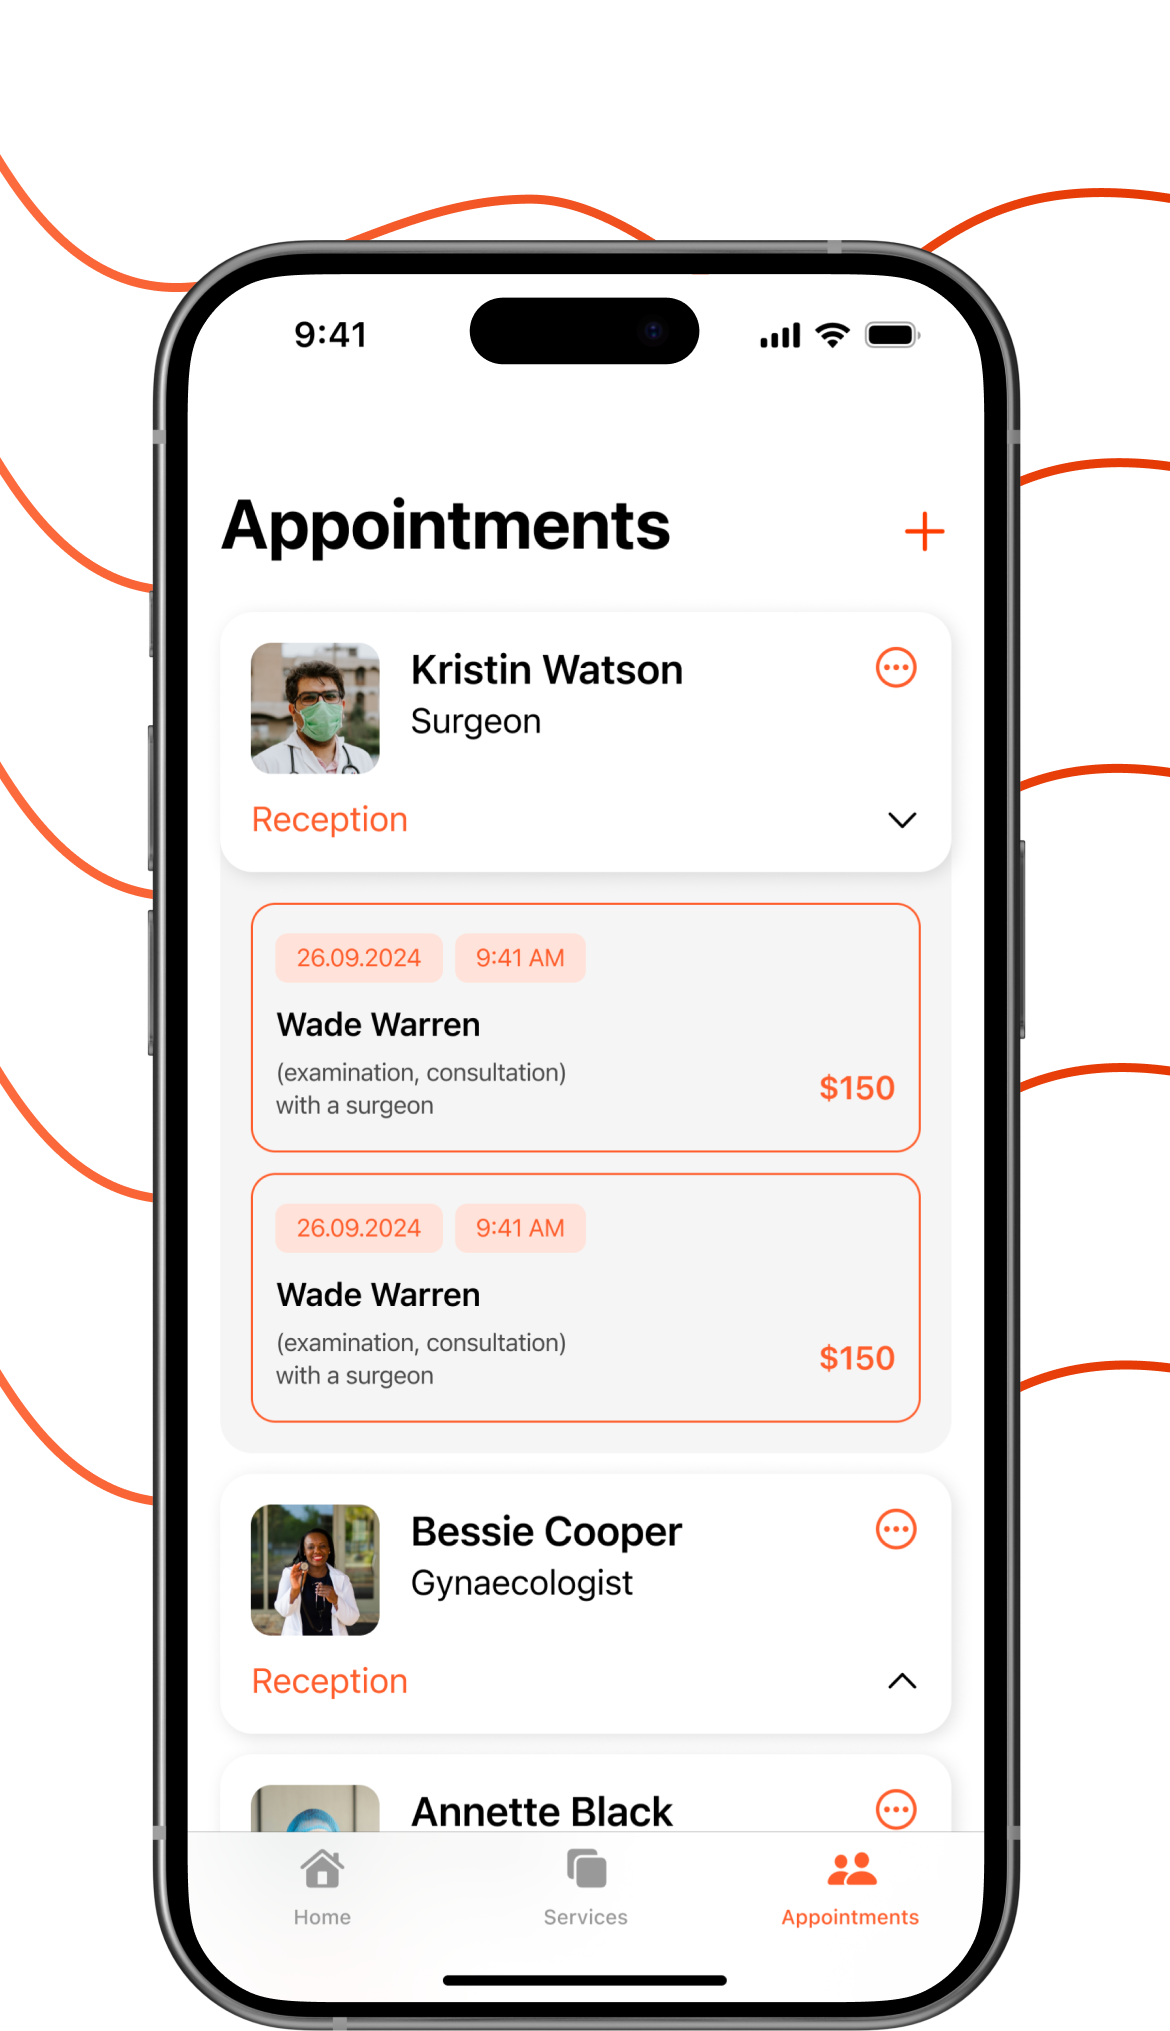 9:41
Appointments
Kristin Watson
Surgeon
Reception
26.09.2024 9:41 AM
Wade Warren
(examination, consultation)
with a surgeon
$150
26.09.2024 9:41 AM
Wade Warren
(examination, consultation)
with a surgeon
$150
Bessie Cooper
Gynaecologist
Reception
Annette Black
Home Services Appointments